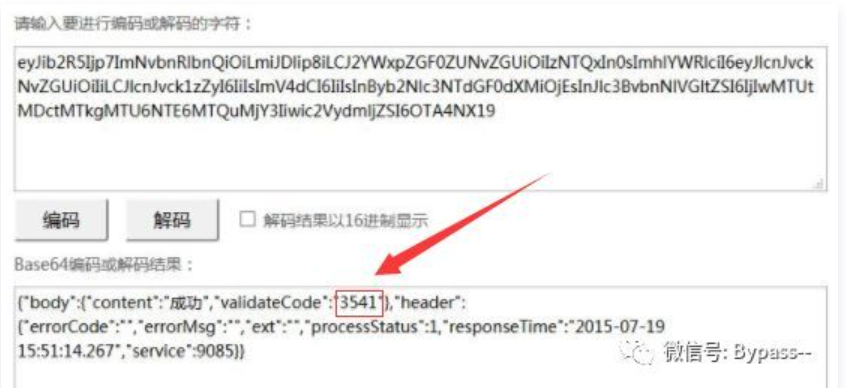 请输入要进行编码或解码的字符：
eyJib2R5Ijp7ImNvbnRlbnQiOiLmiJDlip8iLCJ2YWxpZGF0ZUNvZGUiOiIzNTQxIn0sImhlYWRlciI6eyJlcnJvck
NvZGUiOiIiLCJlcnJvck1zZyI6IiIsImV4dCI6IiIsInByb2Nlc3NTdGF0dXMiOjEsInJlc3BvbnNlVGltZSI6IjIwMTUt
MDctMTkgMTU6NTE6MTQuMjY3Iiwic2VydmljZSI6OTA4NX19
编码 解码 解码结果以16进制显示
Base64编码或解码结果：
{"body":{"content":"成功","validateCode":"3541"},"header":
{"errorCode":"","errorMsg":"","ext":"","processStatus":1,"responseTime":"2015-07-19
15:51:14.267","service":9085}}
微信号: Bypass--